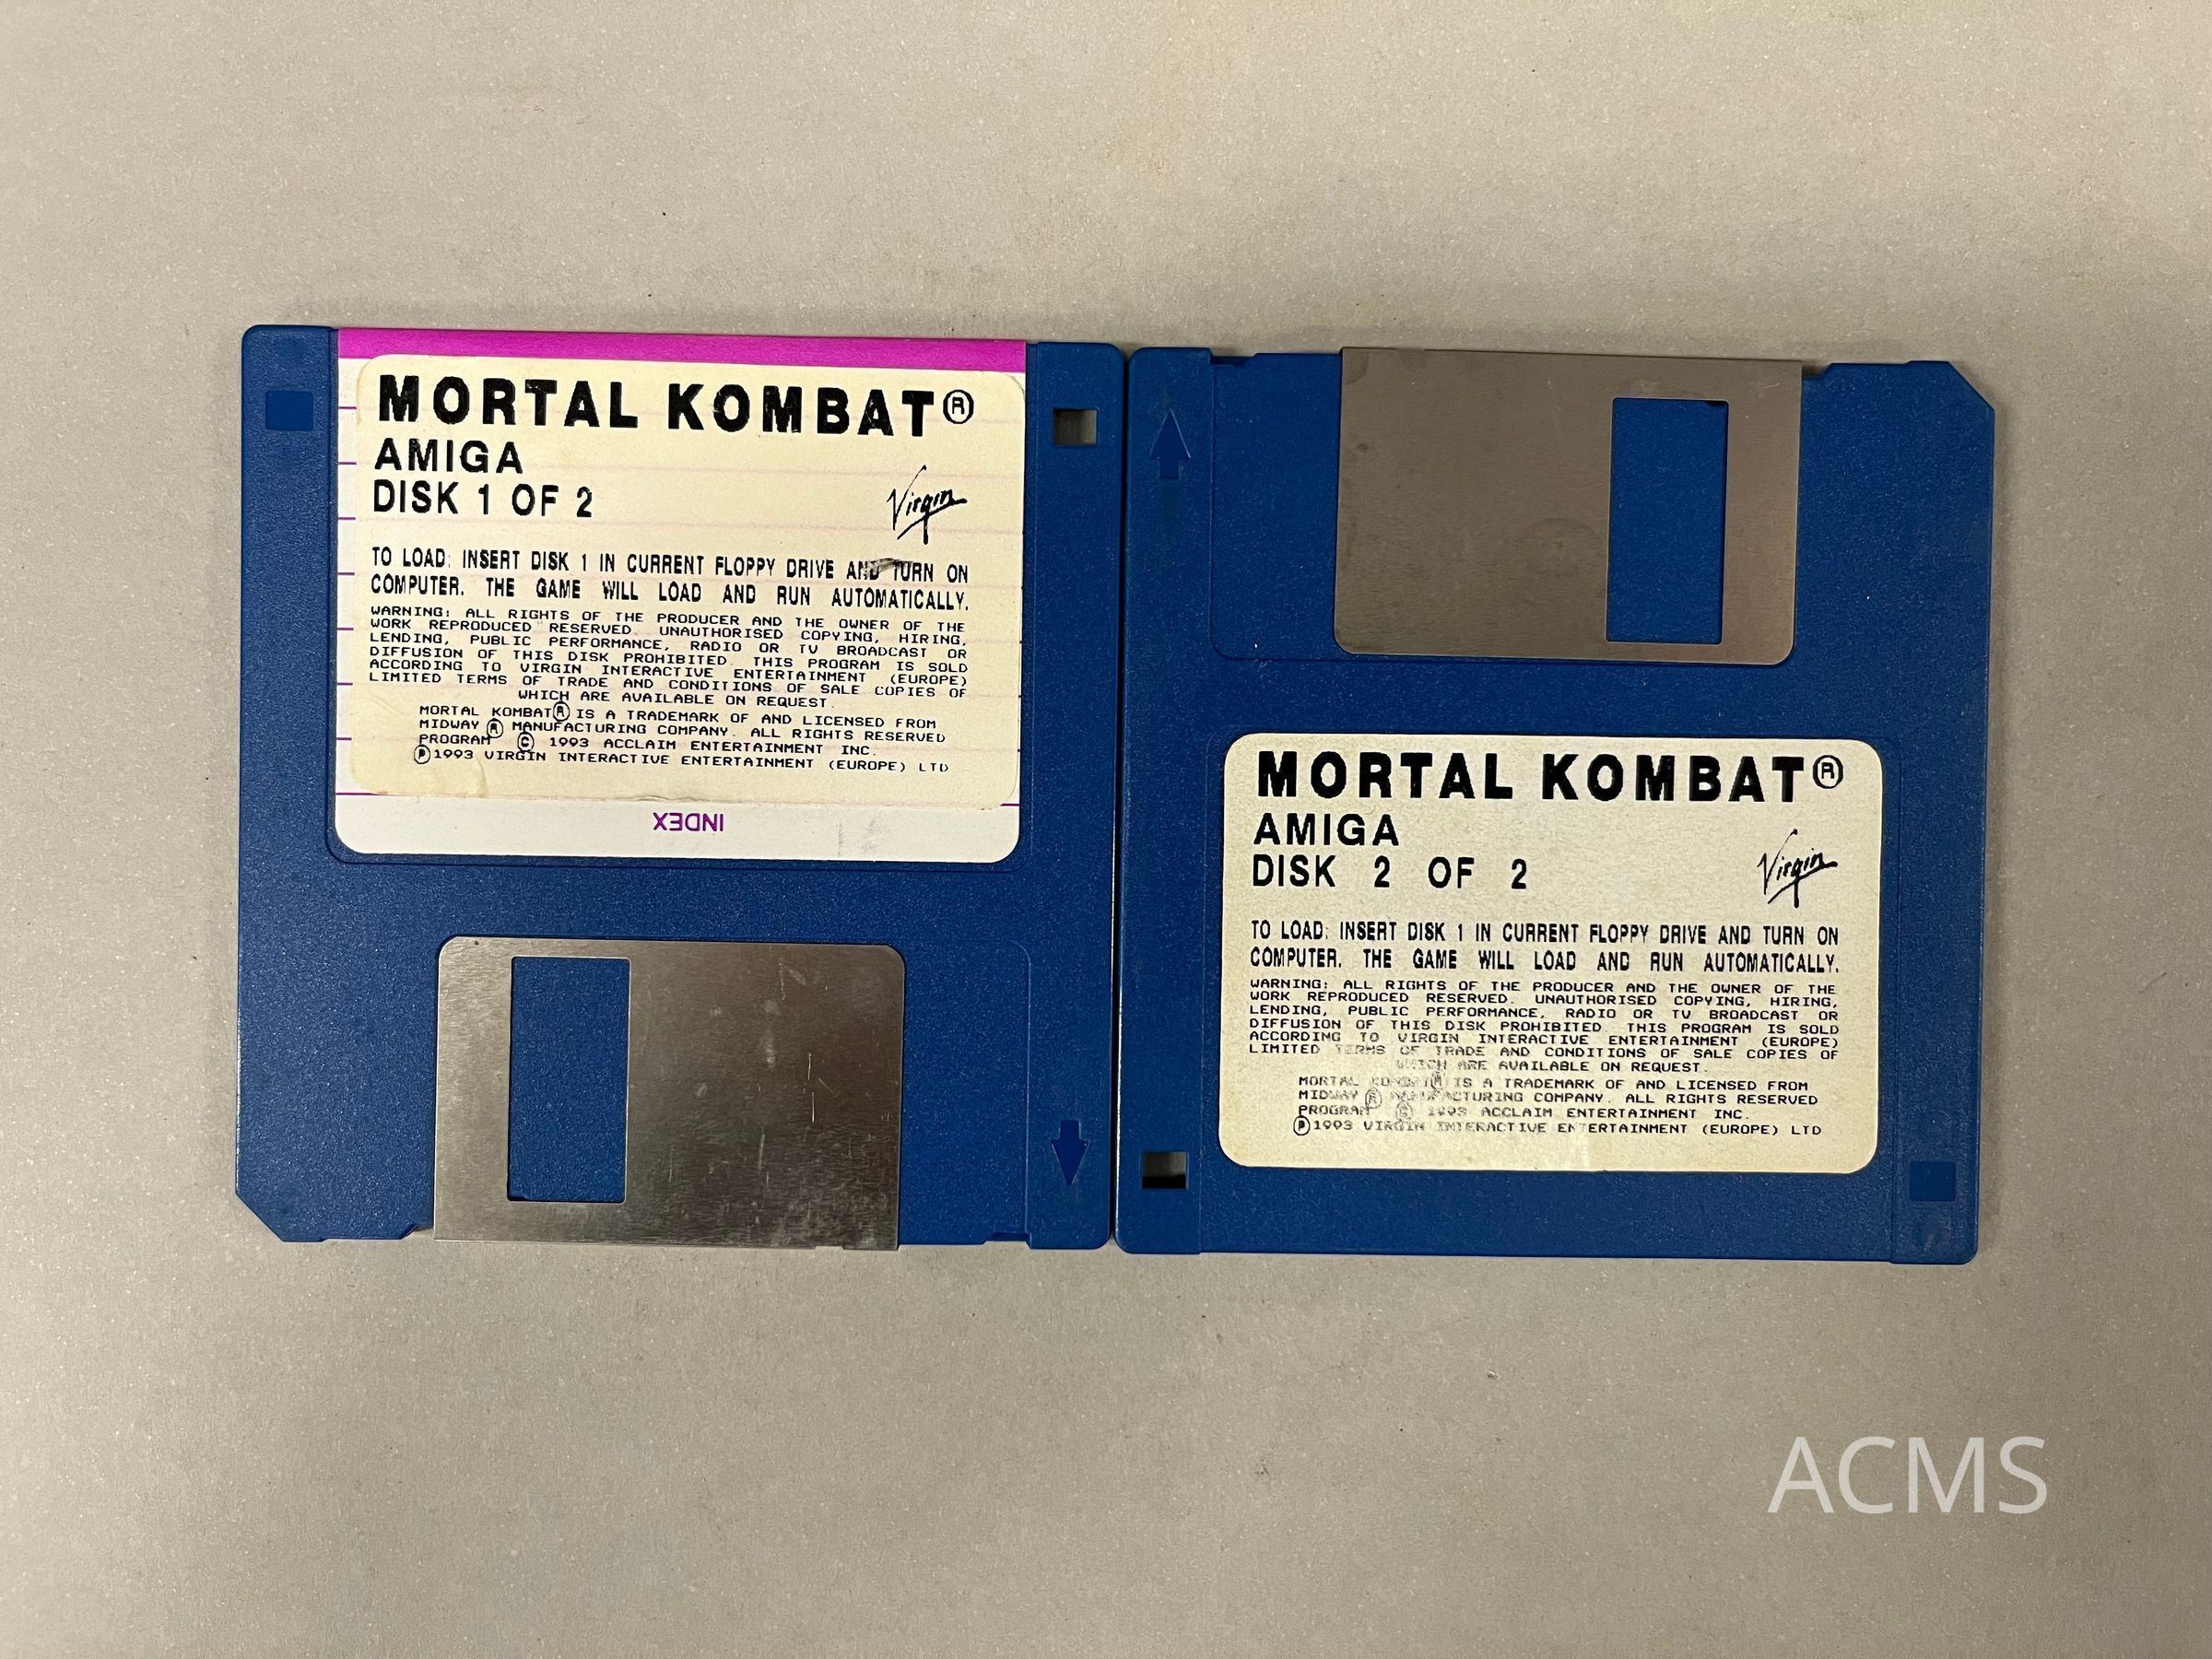 MORTAL KOMBAT®
AMIGA
DISK 1 OF 2
Virgin
TO LOAD: INSERT DISK 1 IN CURRENT FLOPPY DRIVE AND TURN ON
COMPUTER. THE GAME WILL LOAD AND RUN AUTOMATICALLY.
WARNING: ALL RIGHTS OF THE PRODUCER AND THE OWNER OF THE
WORK REPRODUCED RESERVED. UNAUTHORISED COPYING, HIRING,
LENDING, PUBLIC PERFORMANCE, RADIO OR TV BROADCAST OR
DIFFUSION OF THIS DISK PROHIBITED. THIS PROGRAM IS SOLD
ACCORDING TO VIRGIN INTERACTIVE ENTERTAINMENT (EUROPE)
LIMITED TERMS OF TRADE AND CONDITIONS OF SALE COPIES OF
WHICH ARE AVAILABLE ON REQUEST.
MORTAL KOMBAT® IS A TRADEMARK OF AND LICENSED FROM
MIDWAY ® MANUFACTURING COMPANY. ALL RIGHTS RESERVED
PROGRAM © 1993 ACCLAIM ENTERTAINMENT INC.
℗1993 VIRGIN INTERACTIVE ENTERTAINMENT (EUROPE) LTD
INDEX
MORTAL KOMBAT®
AMIGA
DISK 2 OF 2
Virgin
TO LOAD: INSERT DISK 1 IN CURRENT FLOPPY DRIVE AND TURN ON
COMPUTER. THE GAME WILL LOAD AND RUN AUTOMATICALLY.
WARNING: ALL RIGHTS OF THE PRODUCER AND THE OWNER OF THE
WORK REPRODUCED RESERVED. UNAUTHORISED COPYING, HIRING,
LENDING, PUBLIC PERFORMANCE, RADIO OR TV BROADCAST OR
DIFFUSION OF THIS DISK PROHIBITED THIS PROGRAM IS SOLD
ACCORDING TO VIRGIN INTERACTIVE ENTERTAINMENT (EUROPE)
LIMITED TERMS OF TRADE AND CONDITIONS OF SALE COPIES OF
WHICH ARE AVAILABLE ON REQUEST.
MORTAL KOMBAT® IS A TRADEMARK OF AND LICENSED FROM
MIDWAY ® MANUFACTURING COMPANY. ALL RIGHTS RESERVED
PROGRAM © 1993 ACCLAIM ENTERTAINMENT INC.
℗1993 VIRGIN INTERACTIVE ENTERTAINMENT (EUROPE) LTD
ACMS